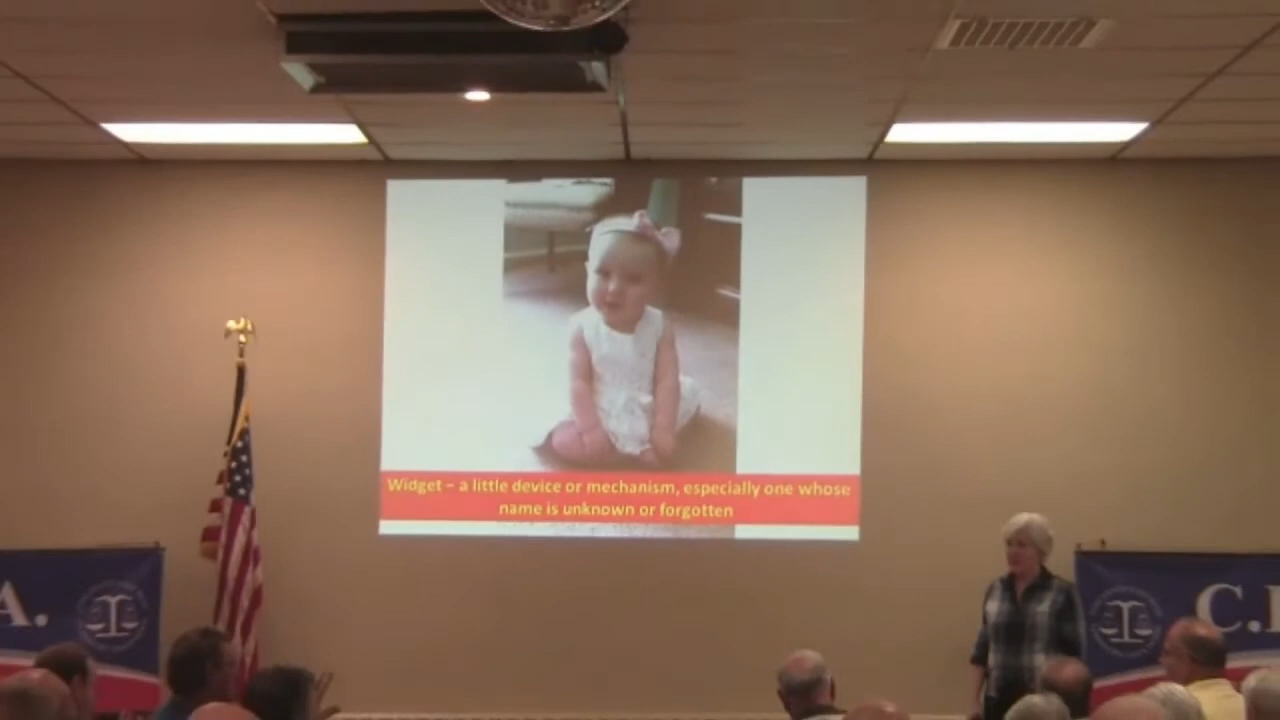 Widget – a little device or mechanism, especially one whose
name is unknown or forgotten
A.
C.